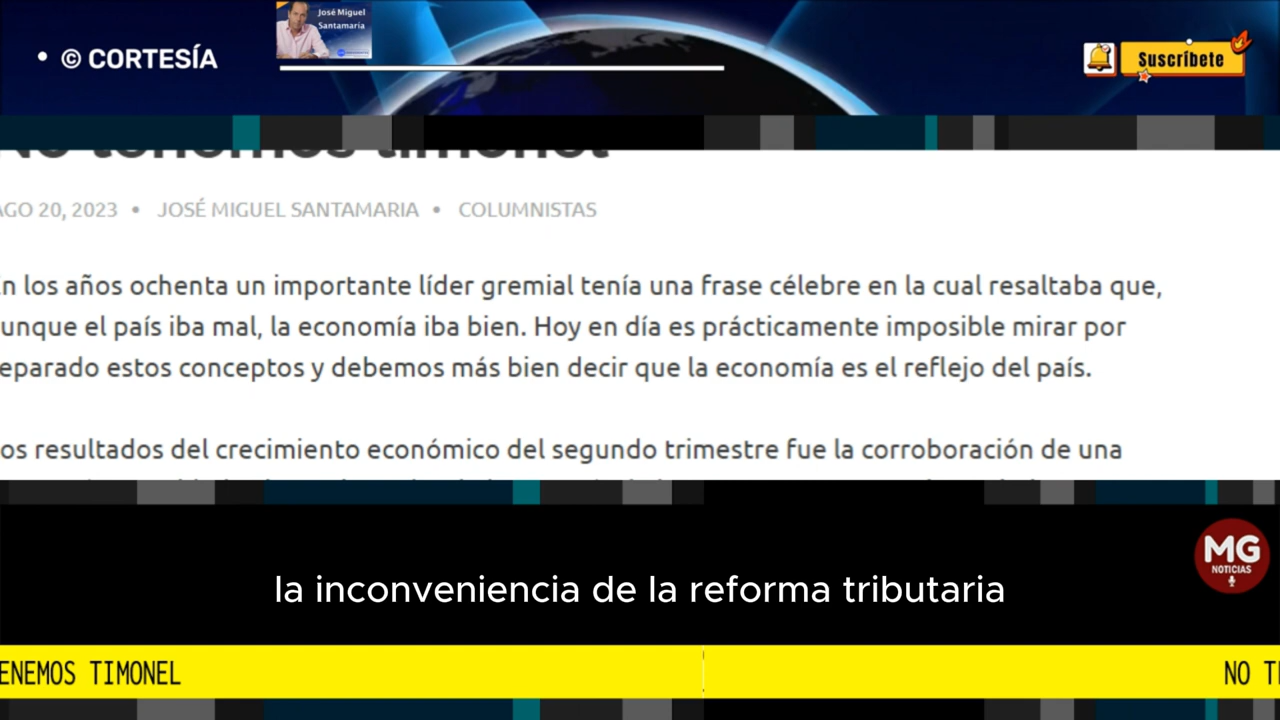 José Miguel
Santamaría
• © CORTESÍA
Suscríbete
No tenemos timonel
AGO 20, 2023 • JOSÉ MIGUEL SANTAMARIA • COLUMNISTAS
n los años ochenta un importante líder gremial tenía una frase célebre en la cual resaltaba que,
unque el país iba mal, la economía iba bien. Hoy en día es prácticamente imposible mirar por
eparado estos conceptos y debemos más bien decir que la economía es el reflejo del país.
os resultados del crecimiento económico del segundo trimestre fue la corroboración de una
MG
NOTICIAS
la inconveniencia de la reforma tributaria
ENEMOS TIMONEL
NO T